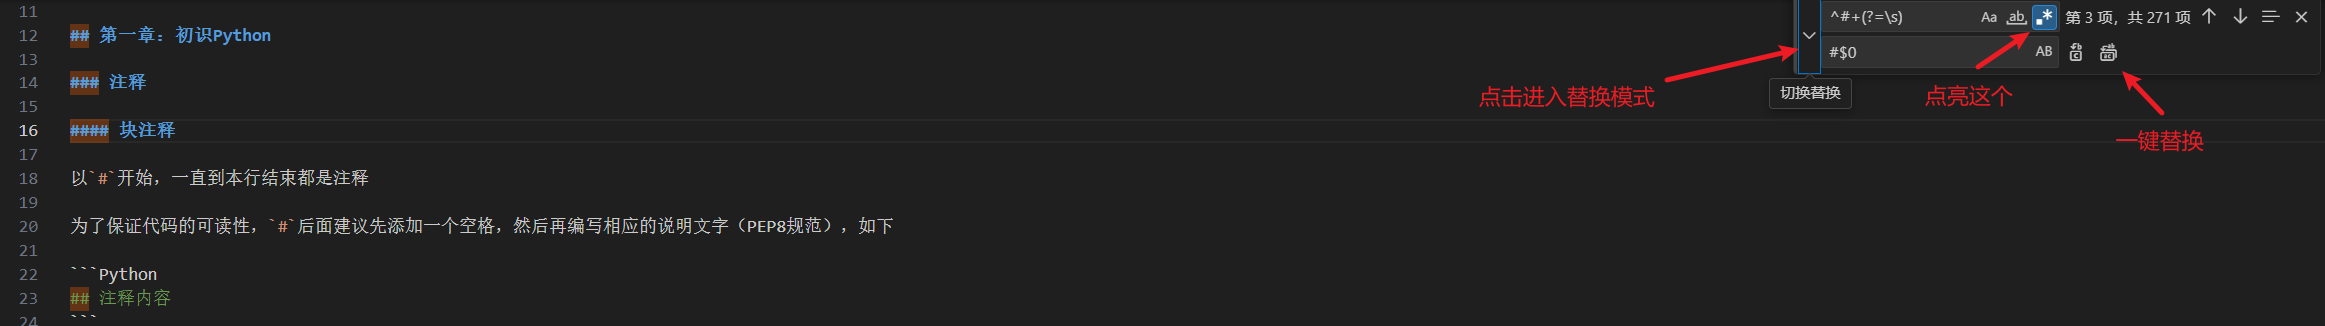 11
12 ## 第一章：初识Python
13
14 ### 注释
15
16 #### 块注释
17
18 以`#`开始，一直到本行结束都是注释
19
20 为了保证代码的可读性，`#`后面建议先添加一个空格，然后再编写相应的说明文字（PEP8规范），如下
21
22 ```Python
23 ## 注释内容
24 ```
^#+(?=\s) Aa ab .* 第 3 项，共 271 项
#$0 AB
切换替换
点击进入替换模式
点亮这个
一键替换